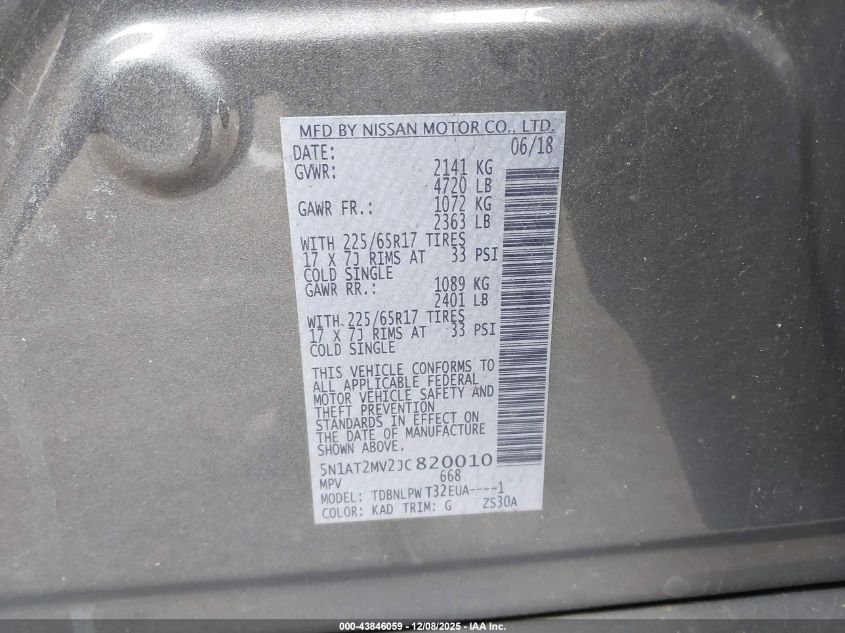 MFD BY NISSAN MOTOR CO., LTD.
DATE: 06/18
GVWR: 2141 KG
4720 LB
GAWR FR.: 1072 KG
2363 LB
WITH 225/65R17 TIRES
17 X 7J RIMS AT 33 PSI
COLD SINGLE
GAWR RR.: 1089 KG
2401 LB
WITH 225/65R17 TIRES
17 X 7J RIMS AT 33 PSI
COLD SINGLE
THIS VEHICLE CONFORMS TO
ALL APPLICABLE FEDERAL
MOTOR VEHICLE SAFETY AND
THEFT PREVENTION
STANDARDS IN EFFECT ON
THE DATE OF MANUFACTURE
SHOWN ABOVE.
5N1AT2MV2JC820010
MPV 668
MODEL: TDBNLPW T32EUA----1
COLOR: KAD TRIM: G ZS30A
000-43846059 - 12/08/2025 - IAA Inc.